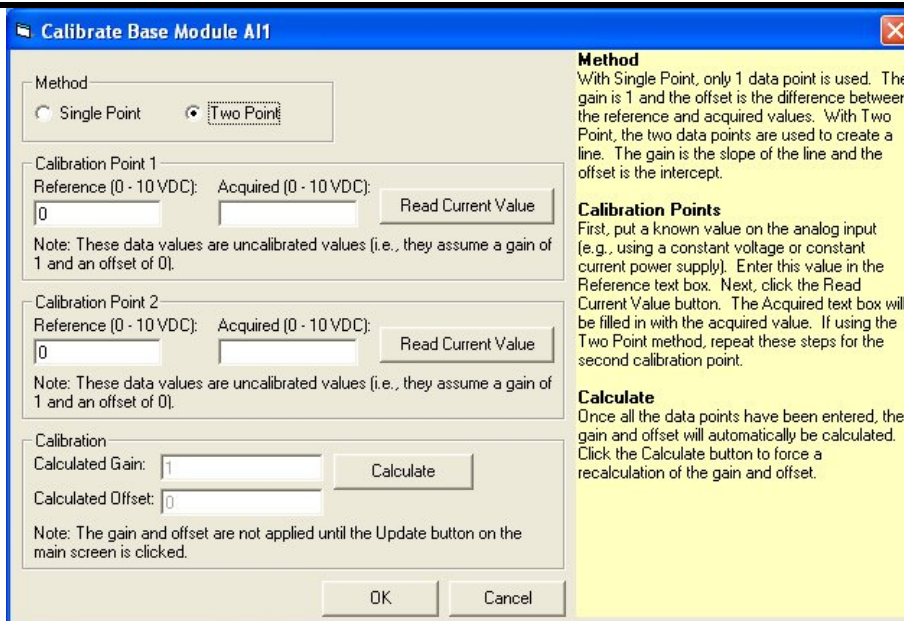 Calibrate Base Module AI1
Method
Single Point
Two Point
Calibration Point 1
Reference (0 - 10 VDC):
Acquired (0 - 10 VDC):
0
Read Current Value
Note: These data values are uncalibrated values (i.e., they assume a gain of
1 and an offset of 0).
Calibration Point 2
Reference (0 - 10 VDC):
Acquired (0 - 10 VDC):
0
Read Current Value
Note: These data values are uncalibrated values (i.e., they assume a gain of
1 and an offset of 0).
Calibration
Calculated Gain:
1
Calculate
Calculated Offset:
0
Note: The gain and offset are not applied until the Update button on the
main screen is clicked.
OK
Cancel
Method
With Single Point, only 1 data point is used. The
gain is 1 and the offset is the difference between
the reference and acquired values. With Two
Point, the two data points are used to create a
line. The gain is the slope of the line and the
offset is the intercept.
Calibration Points
First, put a known value on the analog input
(e.g., using a constant voltage or constant
current power supply). Enter this value in the
Reference text box. Next, click the Read
Current Value button. The Acquired text box will
be filled in with the acquired value. If using the
Two Point method, repeat these steps for the
second calibration point.
Calculate
Once all the data points have been entered, the
gain and offset will automatically be calculated.
Click the Calculate button to force a
recalculation of the gain and offset.